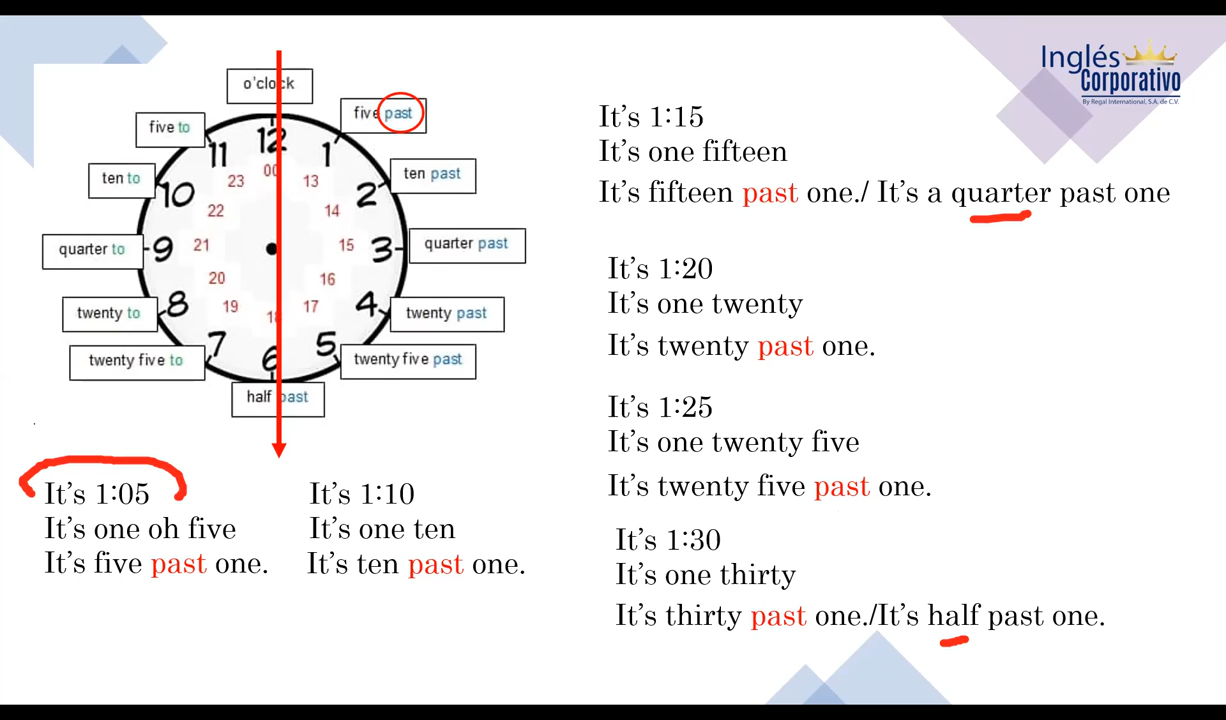 o'clock
five past
ten past
quarter past
twenty past
twenty five past
half past
twenty five to
twenty to
quarter to
ten to
five to
12
1
2
3
4
5
6
7
8
9
10
11
00
13
14
15
16
17
18
19
20
21
22
23
It's 1:05
It's one oh five
It's five past one.
It's 1:10
It's one ten
It's ten past one.
Inglés
Corporativo
By Regal International, S.A. de C.V.
It's 1:15
It's one fifteen
It's fifteen past one./ It's a quarter past one
It's 1:20
It's one twenty
It's twenty past one.
It's 1:25
It's one twenty five
It's twenty five past one.
It's 1:30
It's one thirty
It's thirty past one./It's half past one.